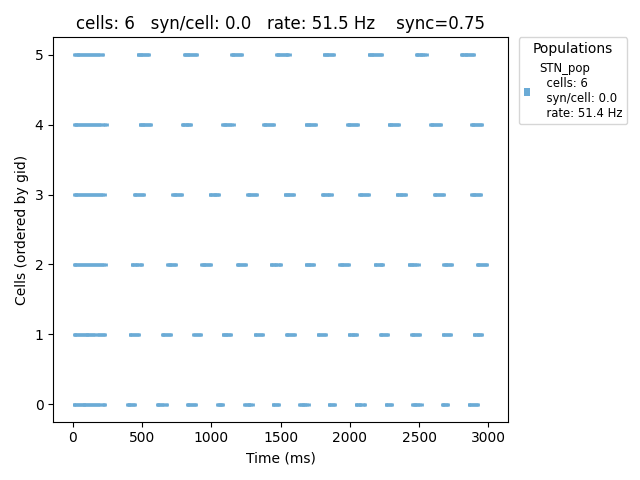 cells: 6   syn/cell: 0.0   rate: 51.5 Hz    sync=0.75
Populations
STN_pop
cells: 6
syn/cell: 0.0
rate: 51.4 Hz
Cells (ordered by gid)
5
4
3
2
1
0
0 500 1000 1500 2000 2500 3000
Time (ms)